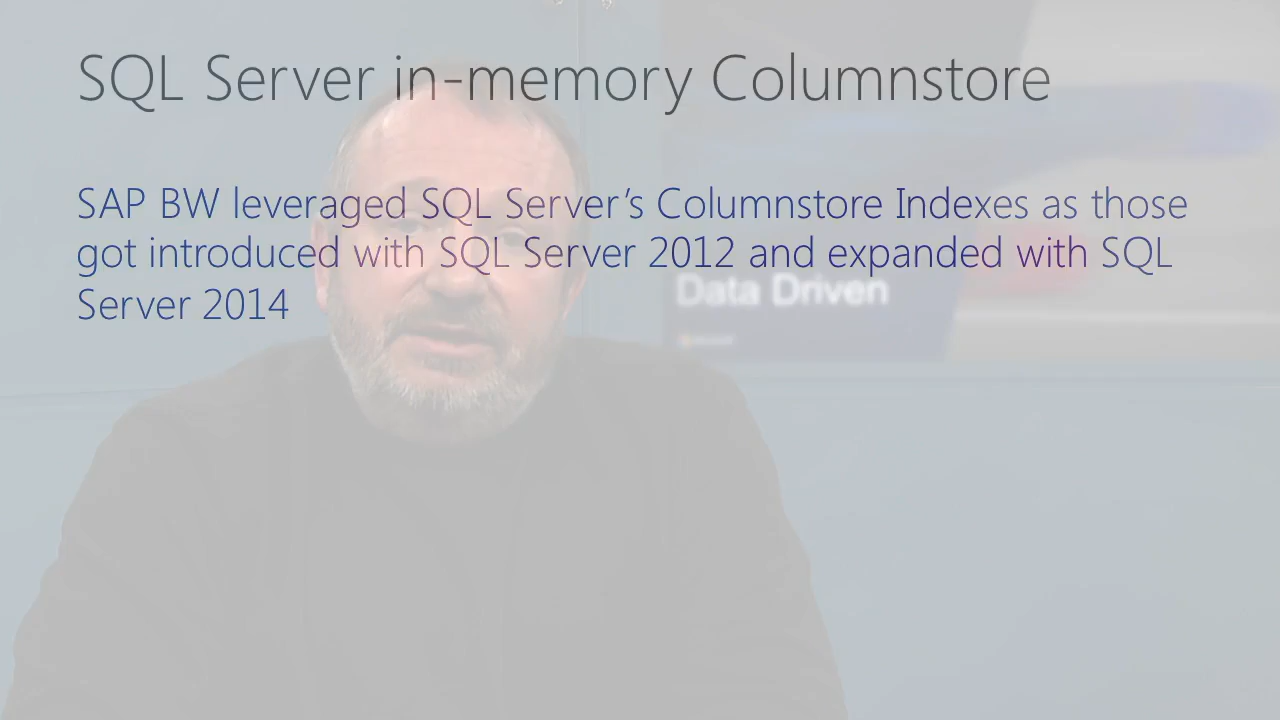 SQL Server in-memory Columnstore
SAP BW leveraged SQL Server’s Columnstore Indexes as those
got introduced with SQL Server 2012 and expanded with SQL
Server 2014
Data Driven